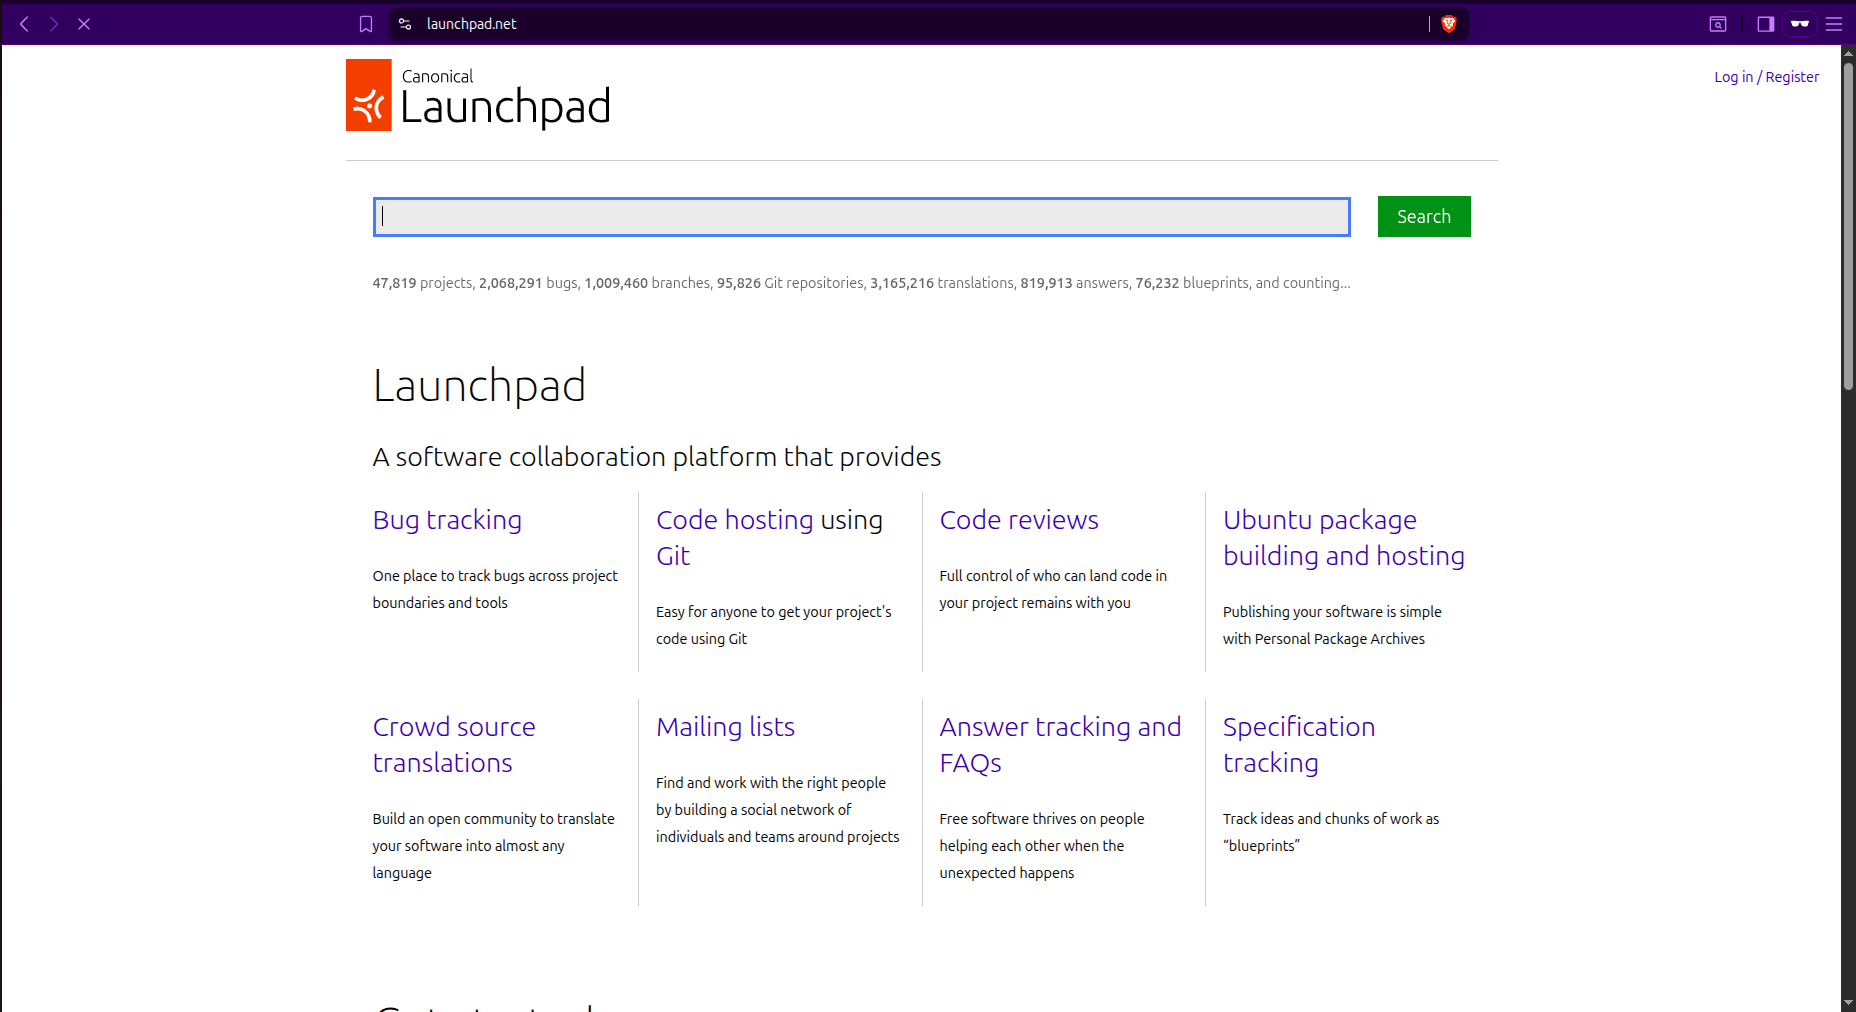 launchpad.net
Canonical
Launchpad
Log in / Register
Search
47,819 projects, 2,068,291 bugs, 1,009,460 branches, 95,826 Git repositories, 3,165,216 translations, 819,913 answers, 76,232 blueprints, and counting...
Launchpad
A software collaboration platform that provides
Bug tracking
One place to track bugs across project
boundaries and tools
Code hosting using
Git
Easy for anyone to get your project's
code using Git
Code reviews
Full control of who can land code in
your project remains with you
Ubuntu package
building and hosting
Publishing your software is simple
with Personal Package Archives
Crowd source
translations
Build an open community to translate
your software into almost any
language
Mailing lists
Find and work with the right people
by building a social network of
individuals and teams around projects
Answer tracking and
FAQs
Free software thrives on people
helping each other when the
unexpected happens
Specification
tracking
Track ideas and chunks of work as
“blueprints”